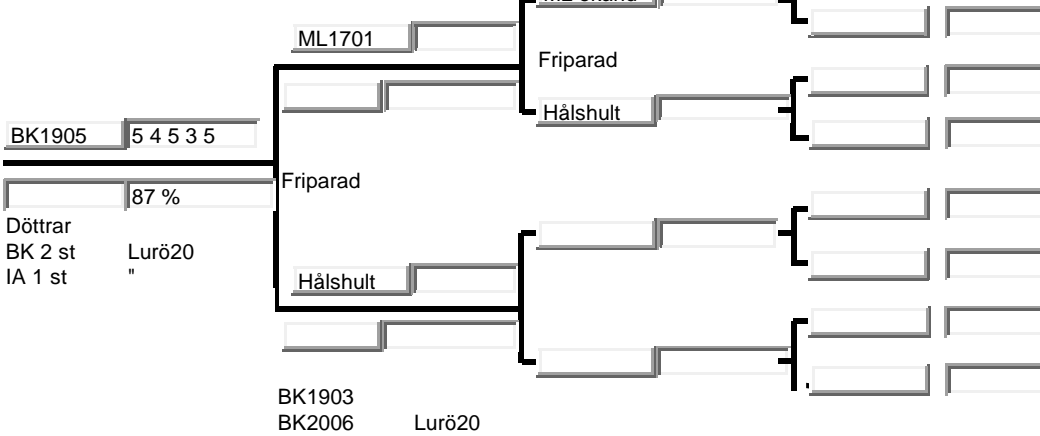 ML1701
Friparad
Hålshult
BK1905 5 4 5 3 5
Friparad
87 %
Döttrar
BK 2 st Lurö20
IA 1 st "
Hålshult
BK1903
BK2006 Lurö20